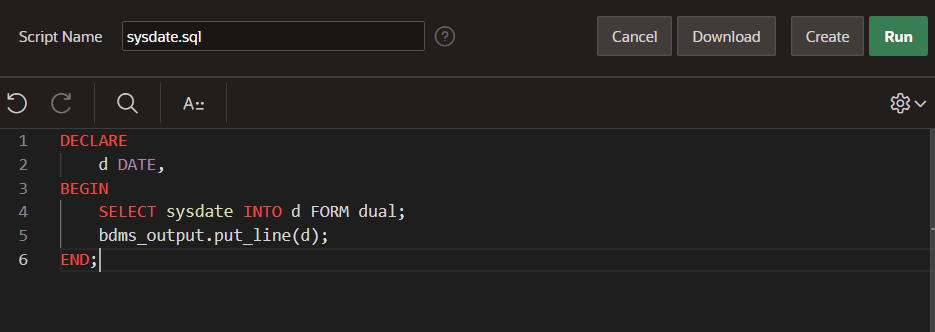 Script Name sysdate.sql ? Cancel Download Create Run
A::
1 DECLARE
2 d DATE,
3 BEGIN
4 SELECT sysdate INTO d FORM dual;
5 bdms_output.put_line(d);
6 END;